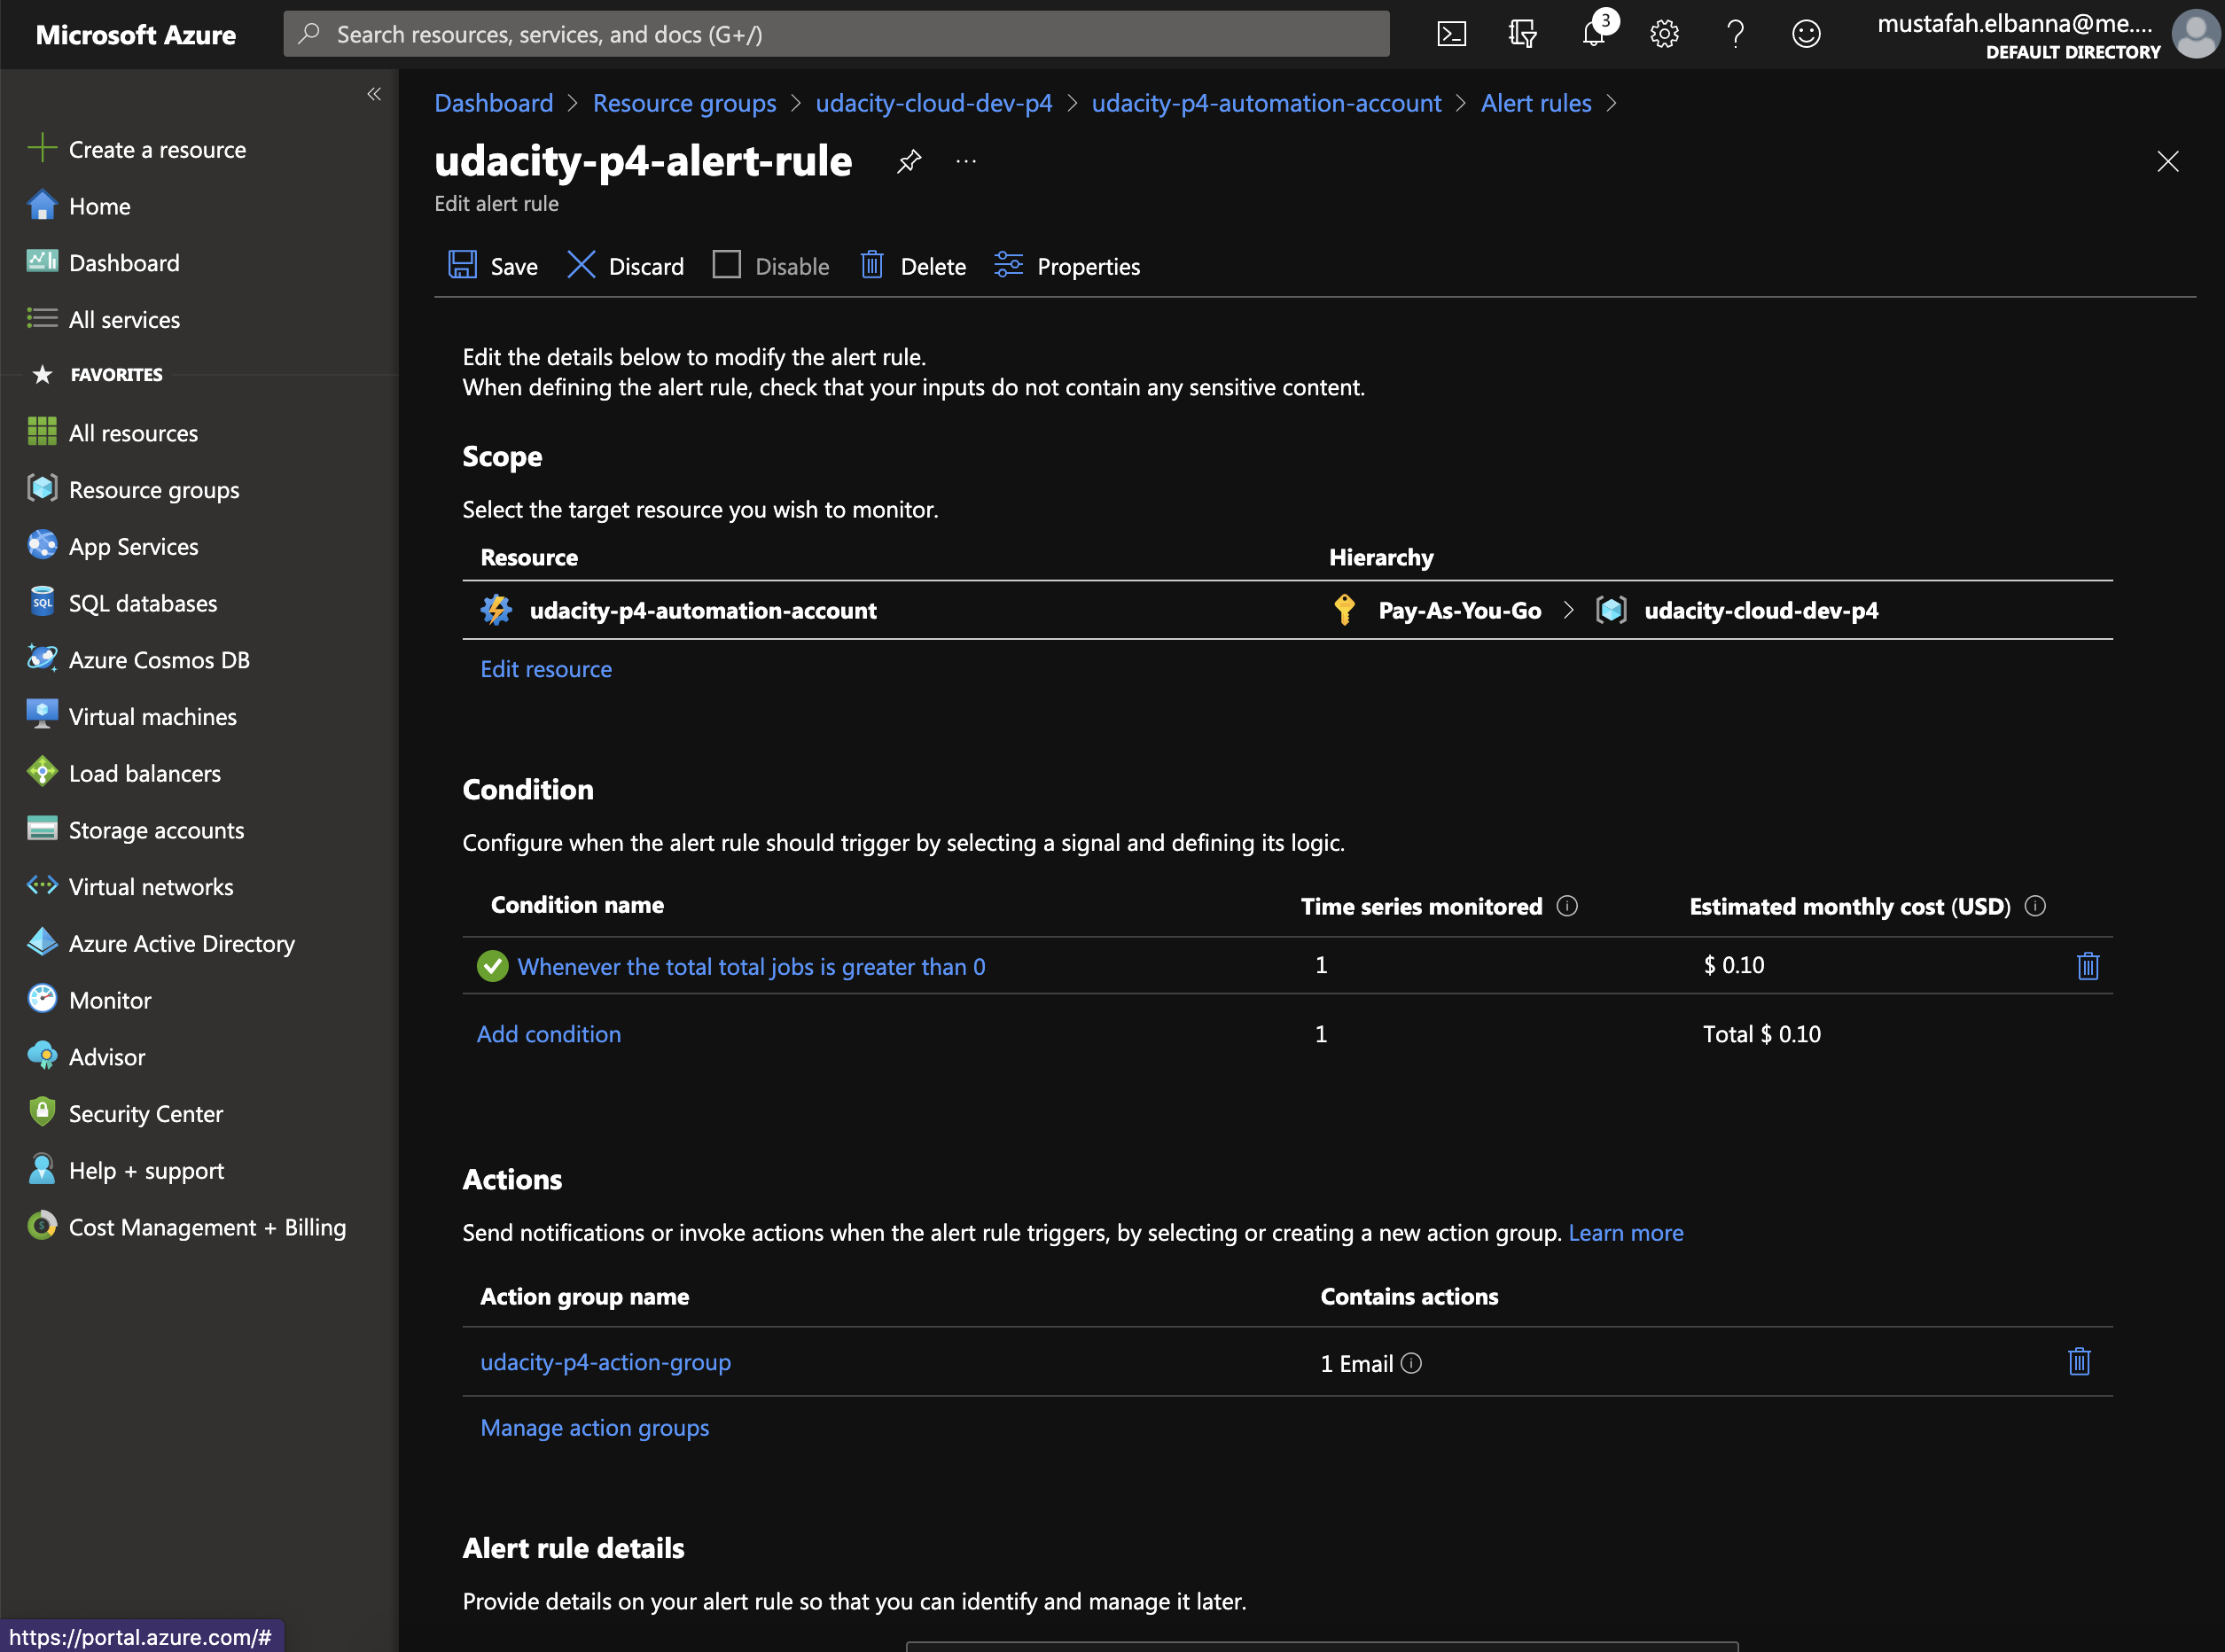 Microsoft Azure
Search resources, services, and docs (G+/)
3
mustafah.elbanna@me....
DEFAULT DIRECTORY
Create a resource
Home
Dashboard
All services
FAVORITES
All resources
Resource groups
App Services
SQL
SQL databases
Azure Cosmos DB
Virtual machines
Load balancers
Storage accounts
Virtual networks
Azure Active Directory
Monitor
Advisor
Security Center
Help + support
Cost Management + Billing
https://portal.azure.com/#
Dashboard > Resource groups > udacity-cloud-dev-p4 > udacity-p4-automation-account > Alert rules >
udacity-p4-alert-rule
Edit alert rule
Save Discard Disable Delete Properties
Edit the details below to modify the alert rule.
When defining the alert rule, check that your inputs do not contain any sensitive content.
Scope
Select the target resource you wish to monitor.
Resource Hierarchy
udacity-p4-automation-account Pay-As-You-Go > udacity-cloud-dev-p4
Edit resource
Condition
Configure when the alert rule should trigger by selecting a signal and defining its logic.
Condition name Time series monitored Estimated monthly cost (USD)
Whenever the total total jobs is greater than 0 1 $ 0.10
Add condition 1 Total $ 0.10
Actions
Send notifications or invoke actions when the alert rule triggers, by selecting or creating a new action group. Learn more
Action group name Contains actions
udacity-p4-action-group 1 Email
Manage action groups
Alert rule details
Provide details on your alert rule so that you can identify and manage it later.